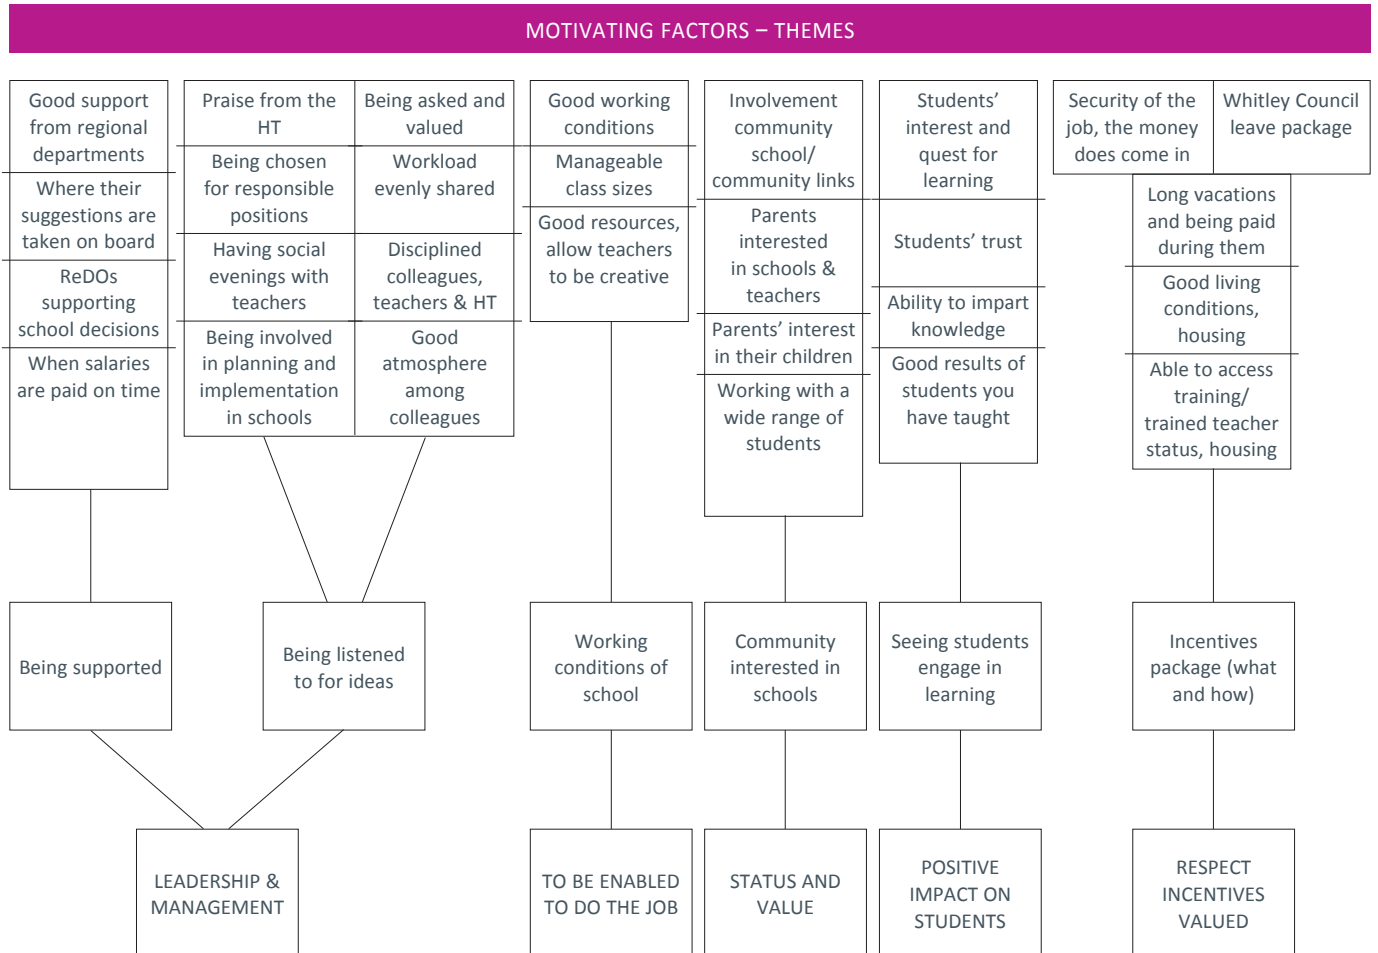 MOTIVATING FACTORS – THEMES
Good support
from regional
departments
Where their
suggestions are
taken on board
ReDOs
supporting
school decisions
When salaries
are paid on time
Praise from the
HT
Being chosen
for responsible
positions
Having social
evenings with
teachers
Being involved
in planning and
implementation
in schools
Being asked and
valued
Workload
evenly shared
Disciplined
colleagues,
teachers & HT
Good
atmosphere
among
colleagues
Good working
conditions
Manageable
class sizes
Good resources,
allow teachers
to be creative
Involvement
community
school/
community links
Parents
interested
in schools &
teachers
Parents’ interest
in their children
Working with a
wide range of
students
Students’
interest and
quest for
learning
Students’ trust
Ability to impart
knowledge
Good results of
students you
have taught
Security of the
job, the money
does come in
Whitley Council
leave package
Long vacations
and being paid
during them
Good living
conditions,
housing
Able to access
training/
trained teacher
status, housing
Being supported
Being listened
to for ideas
Working
conditions of
school
Community
interested in
schools
Seeing students
engage in
learning
Incentives
package (what
and how)
LEADERSHIP &
MANAGEMENT
TO BE ENABLED
TO DO THE JOB
STATUS AND
VALUE
POSITIVE
IMPACT ON
STUDENTS
RESPECT
INCENTIVES
VALUED